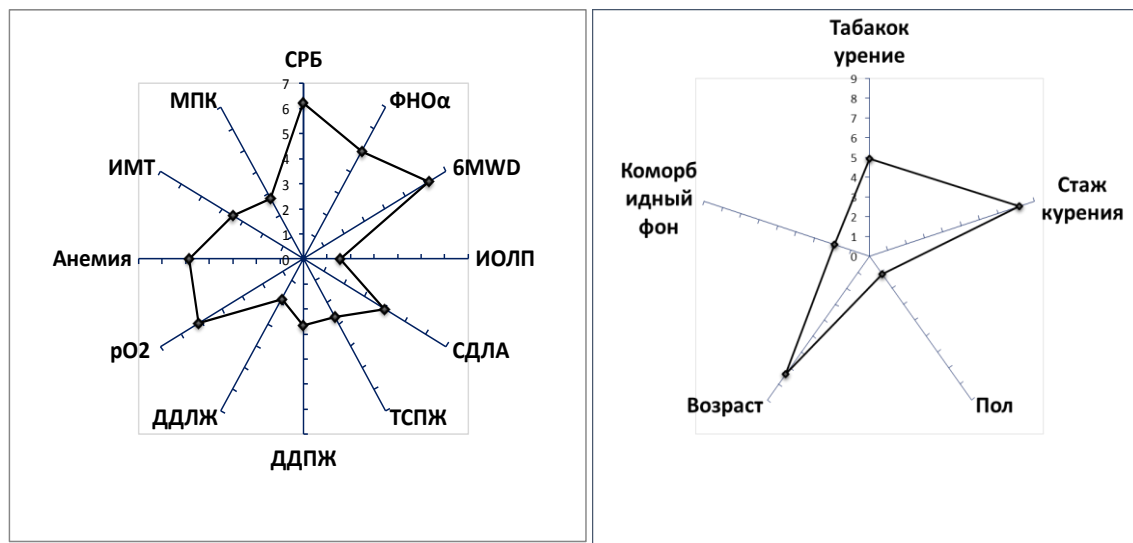 СРБ
7
6
5
4
3
2
1
0
ФНОα
6MWD
ИОЛП
СДЛА
ТСПЖ
ДДПЖ
ДДЛЖ
pO2
Анемия
ИМТ
МПК
Табакок
урение
9
8
7
6
5
4
3
2
1
0
Стаж
курения
Пол
Возраст
Коморб
идный
фон